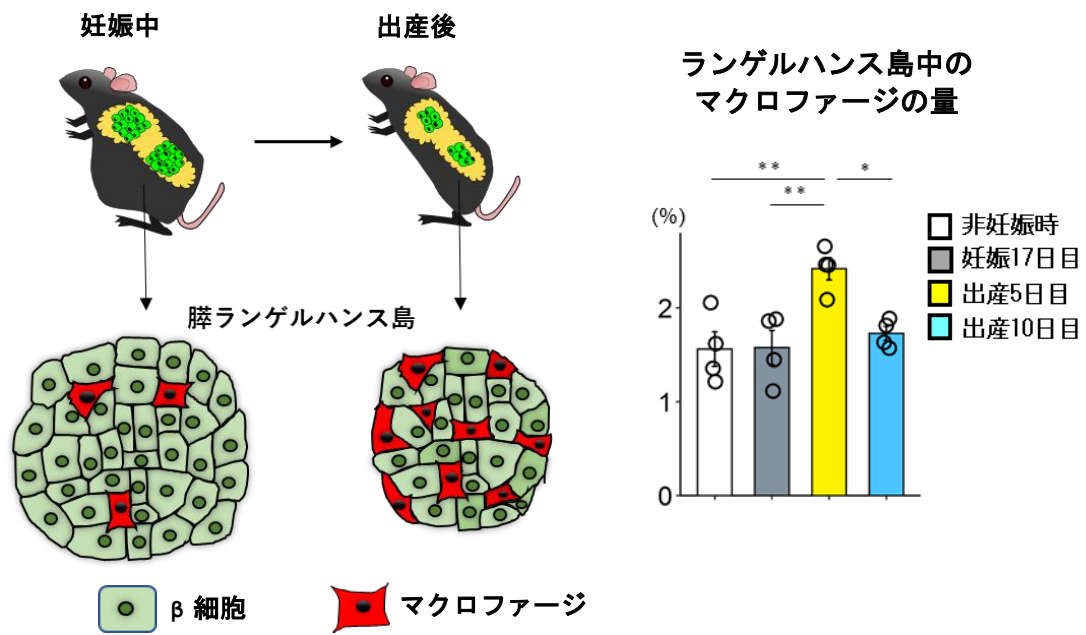 妊娠中
出産後
膵ランゲルハンス島
β 細胞
マクロファージ
ランゲルハンス島中の
マクロファージの量
**
*
**
(%)
2
1
0
非妊娠時
妊娠17日目
出産5日目
出産10日目